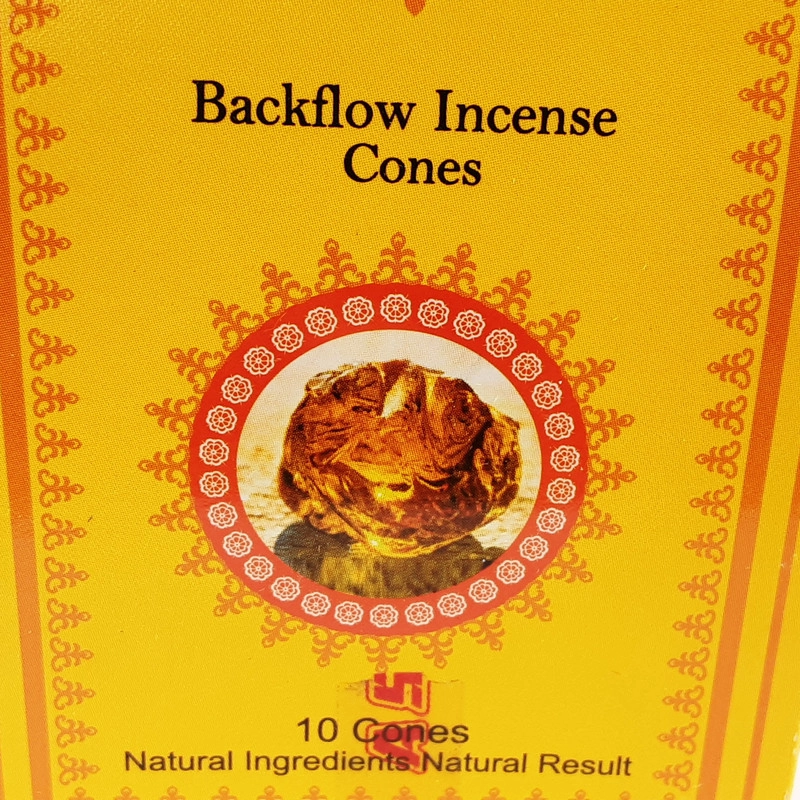 Backflow Incense
Cones
10 Cones
Natural Ingredients Natural Result